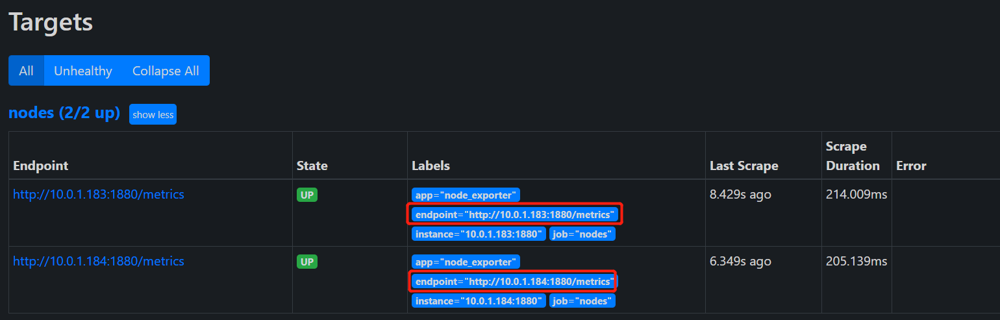 Targets
All Unhealthy Collapse All
nodes (2/2 up) show less
Endpoint State Labels Last Scrape Scrape Duration Error
http://10.0.1.183:1880/metrics UP app="node_exporter" 8.429s ago 214.009ms
endpoint="http://10.0.1.183:1880/metrics"
instance="10.0.1.183:1880" job="nodes"
http://10.0.1.184:1880/metrics UP app="node_exporter" 6.349s ago 205.139ms
endpoint="http://10.0.1.184:1880/metrics"
instance="10.0.1.184:1880" job="nodes"